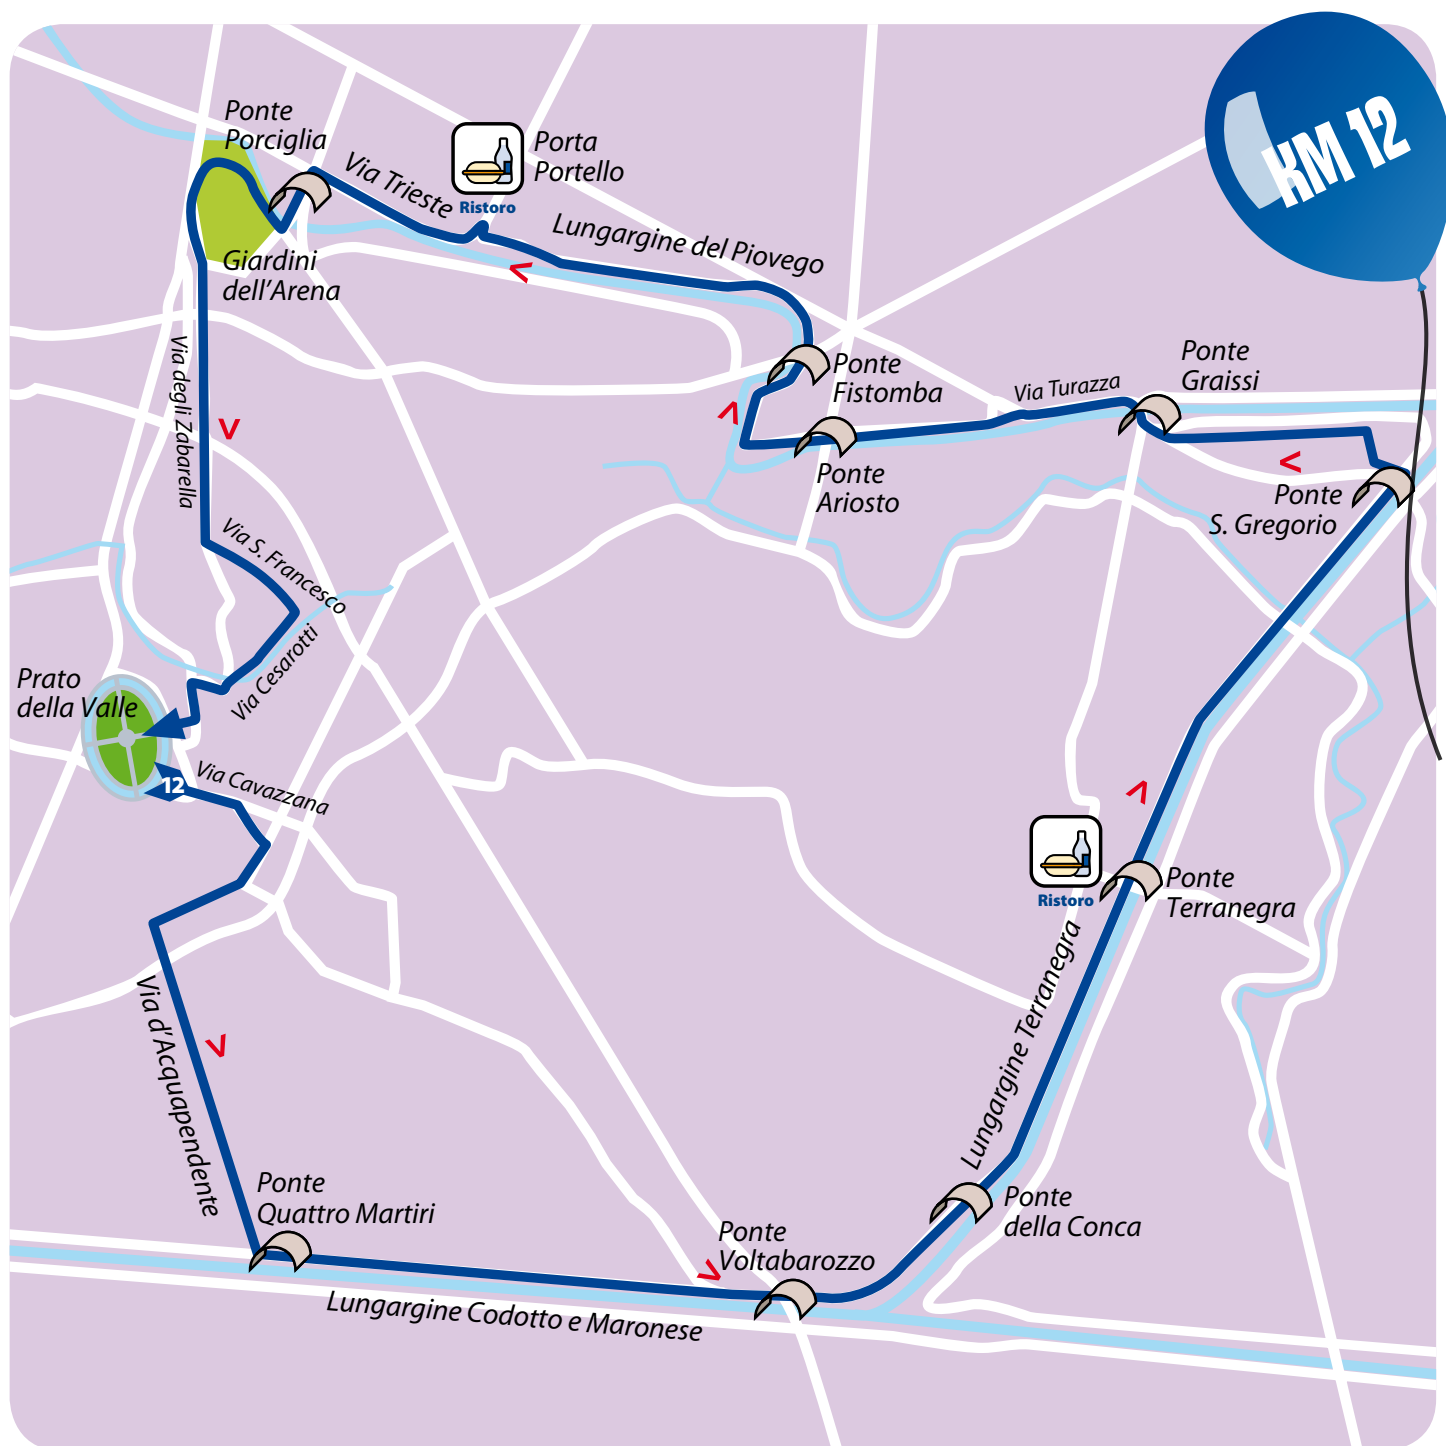 KM 12
Ponte
Porciglia
Via Trieste
Ristoro
Porta
Portello
Lungargine del Piovego
Giardini
dell'Arena
Via degli Zabarella
Ponte
Fistomba
Via Turazza
Ponte
Graissi
Ponte
Ariosto
Ponte
S. Gregorio
Via S. Francesco
Via Cesarotti
Prato
della Valle
12
Via Cavazzana
Ristoro
Ponte
Terranegra
Lungargine Terranegra
Via d'Acquapendente
Ponte
Quattro Martiri
Ponte
Voltabarozzo
Ponte
della Conca
Lungargine Codotto e Maronese